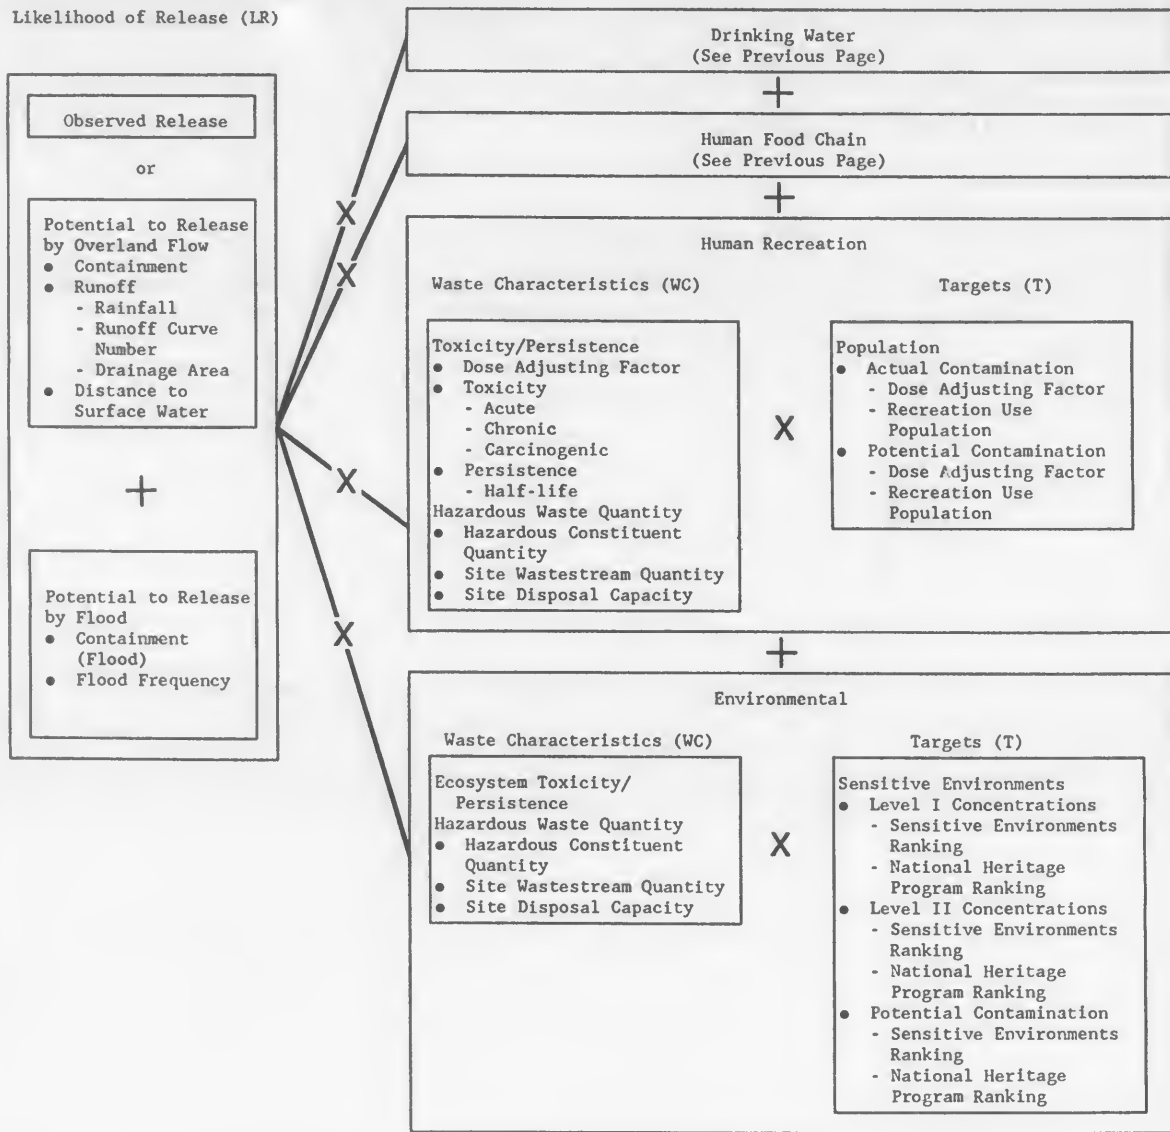 Likelihood of Release (LR)
Observed Release
or
Potential to Release
by Overland Flow
● Containment
● Runoff
- Rainfall
- Runoff Curve
Number
- Drainage Area
● Distance to
Surface Water
+
Potential to Release
by Flood
● Containment
(Flood)
● Flood Frequency
X
X
X
X
Drinking Water
(See Previous Page)
+
Human Food Chain
(See Previous Page)
+
Human Recreation
Waste Characteristics (WC)
Toxicity/Persistence
● Dose Adjusting Factor
● Toxicity
- Acute
- Chronic
- Carcinogenic
● Persistence
- Half-life
Hazardous Waste Quantity
● Hazardous Constituent
Quantity
● Site Wastestream Quantity
● Site Disposal Capacity
X
Targets (T)
Population
● Actual Contamination
- Dose Adjusting Factor
- Recreation Use
Population
● Potential Contamination
- Dose Adjusting Factor
- Recreation Use
Population
+
Environmental
Waste Characteristics (WC)
Ecosystem Toxicity/
Persistence
Hazardous Waste Quantity
● Hazardous Constituent
Quantity
● Site Wastestream Quantity
● Site Disposal Capacity
X
Targets (T)
Sensitive Environments
● Level I Concentrations
- Sensitive Environments
Ranking
- National Heritage
Program Ranking
● Level II Concentrations
- Sensitive Environments
Ranking
- National Heritage
Program Ranking
● Potential Contamination
- Sensitive Environments
Ranking
- National Heritage
Program Ranking